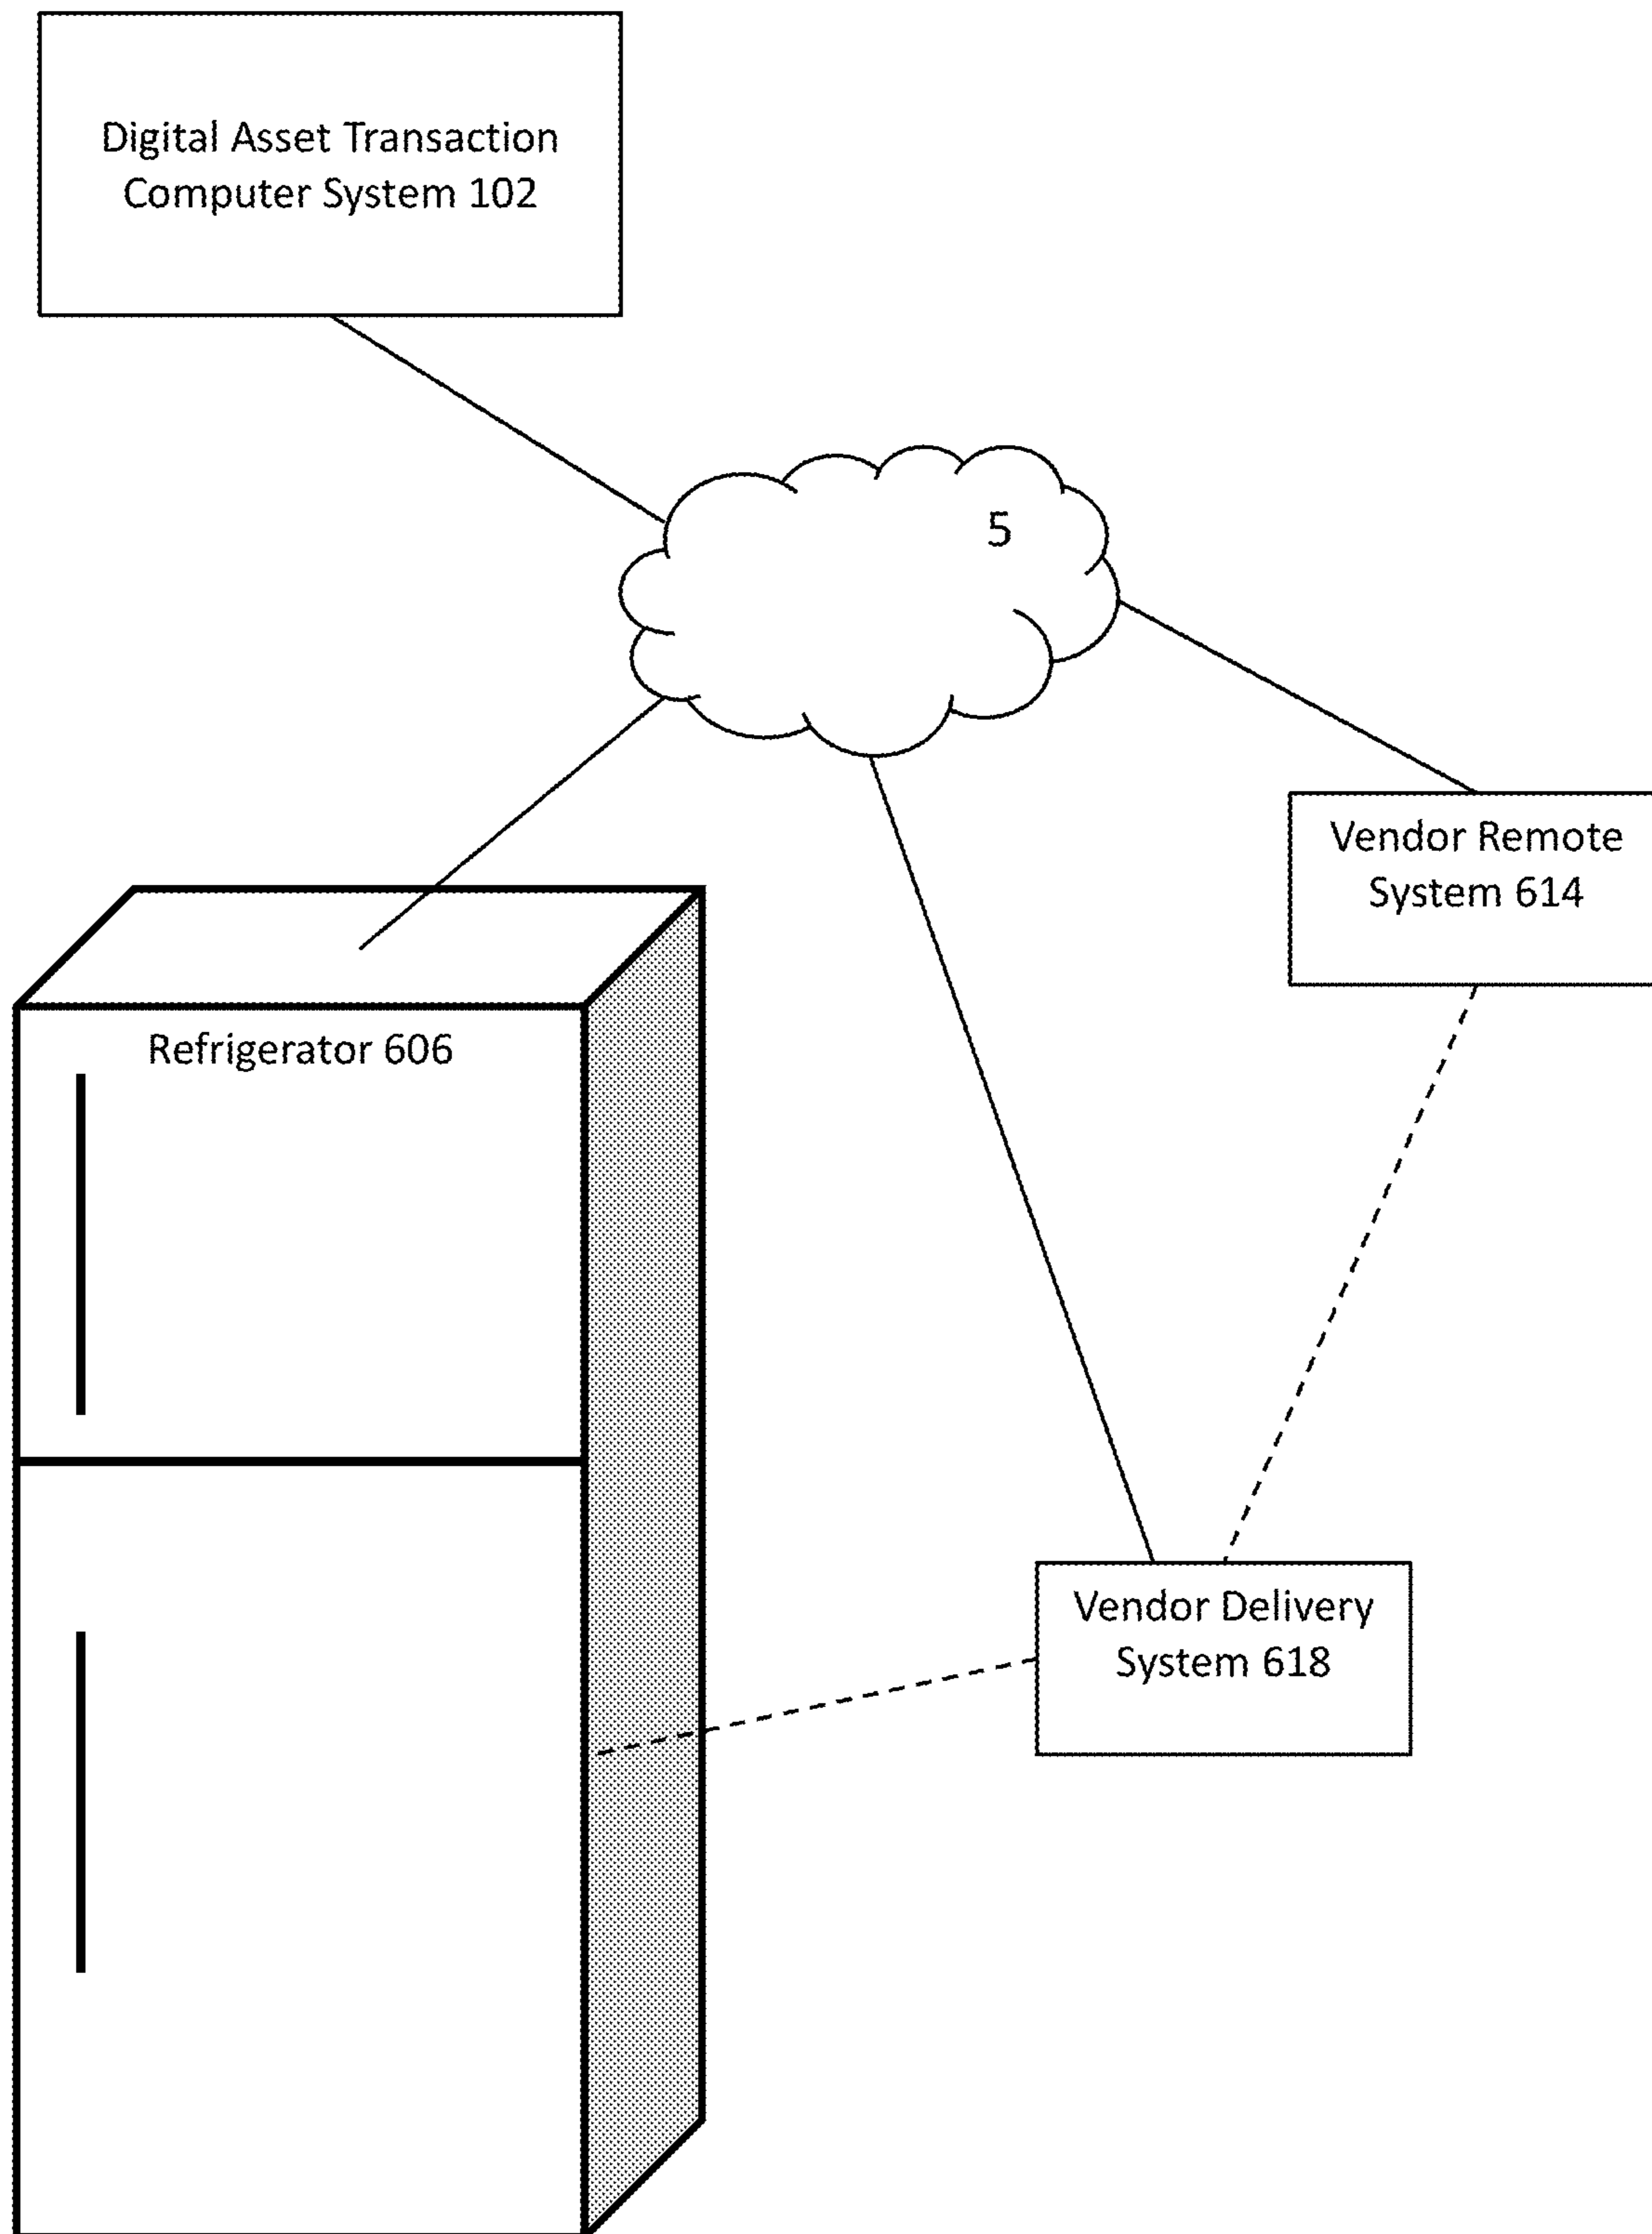 Digital Asset Transaction
Computer System 102
5
Vendor Remote
System 614
Refrigerator 606
Vendor Delivery
System 618